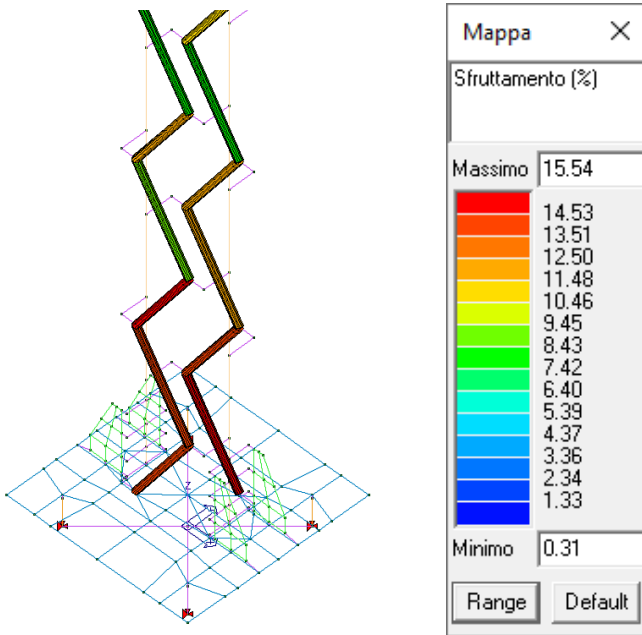 Mappa
Sfruttamento (%)
Massimo 15.54
14.53
13.51
12.50
11.48
10.46
9.45
8.43
7.42
6.40
5.39
4.37
3.36
2.34
1.33
Minimo 0.31
Range Default
Z